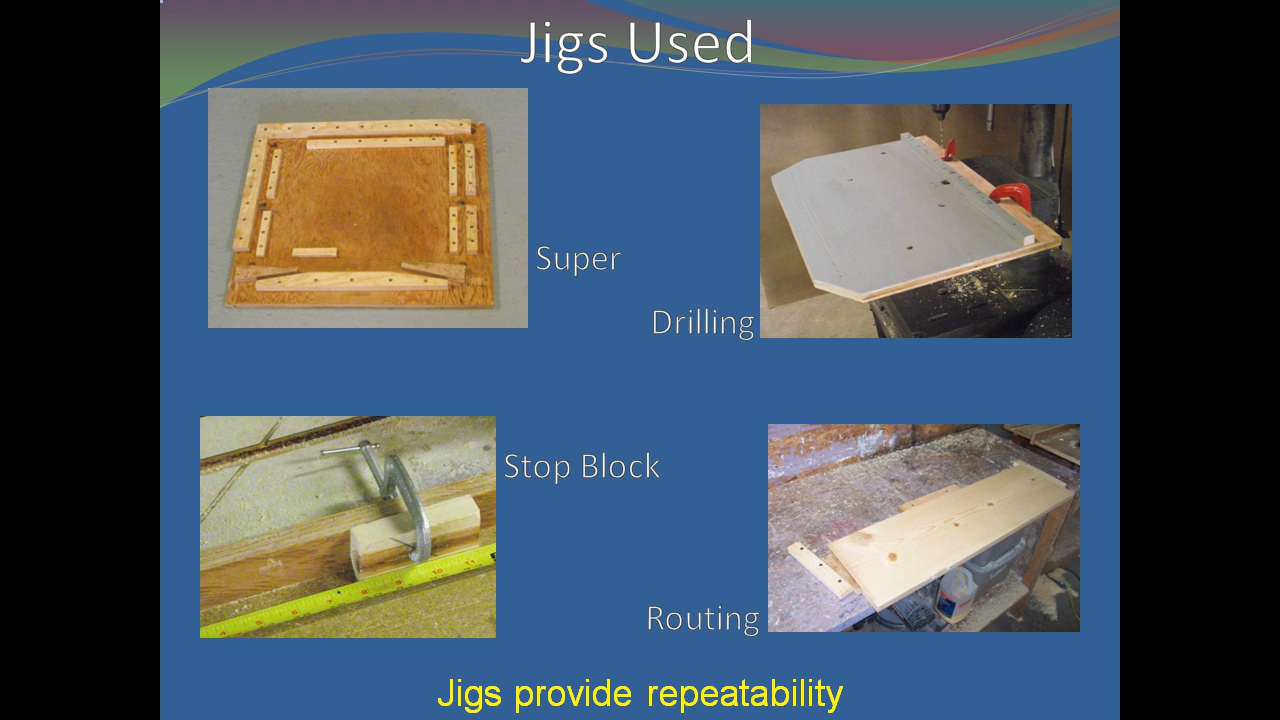 Jigs Used
Super
Drilling
Stop Block
Routing
Jigs provide repeatability